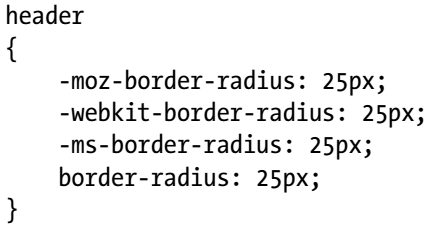 header
{
    -moz-border-radius: 25px;
    -webkit-border-radius: 25px;
    -ms-border-radius: 25px;
    border-radius: 25px;
}